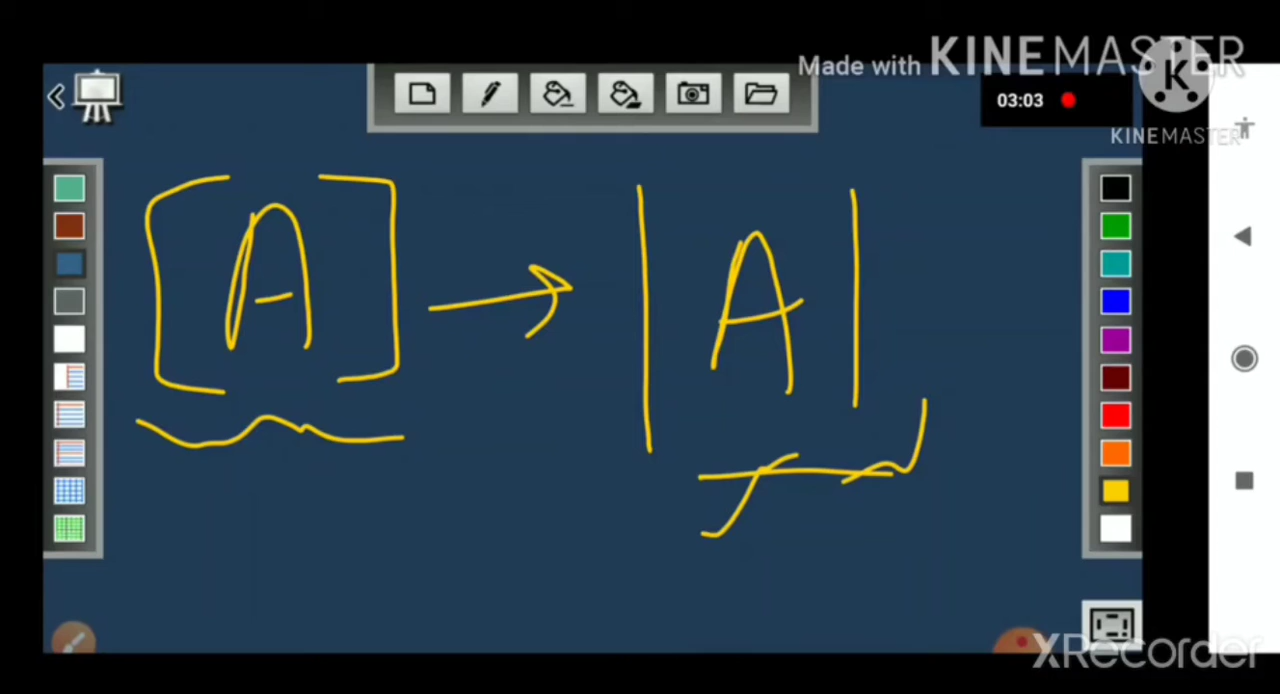 Made with KINEMASTER
03:03
K
KINEMASTER
[A] → |A|
XRecorder